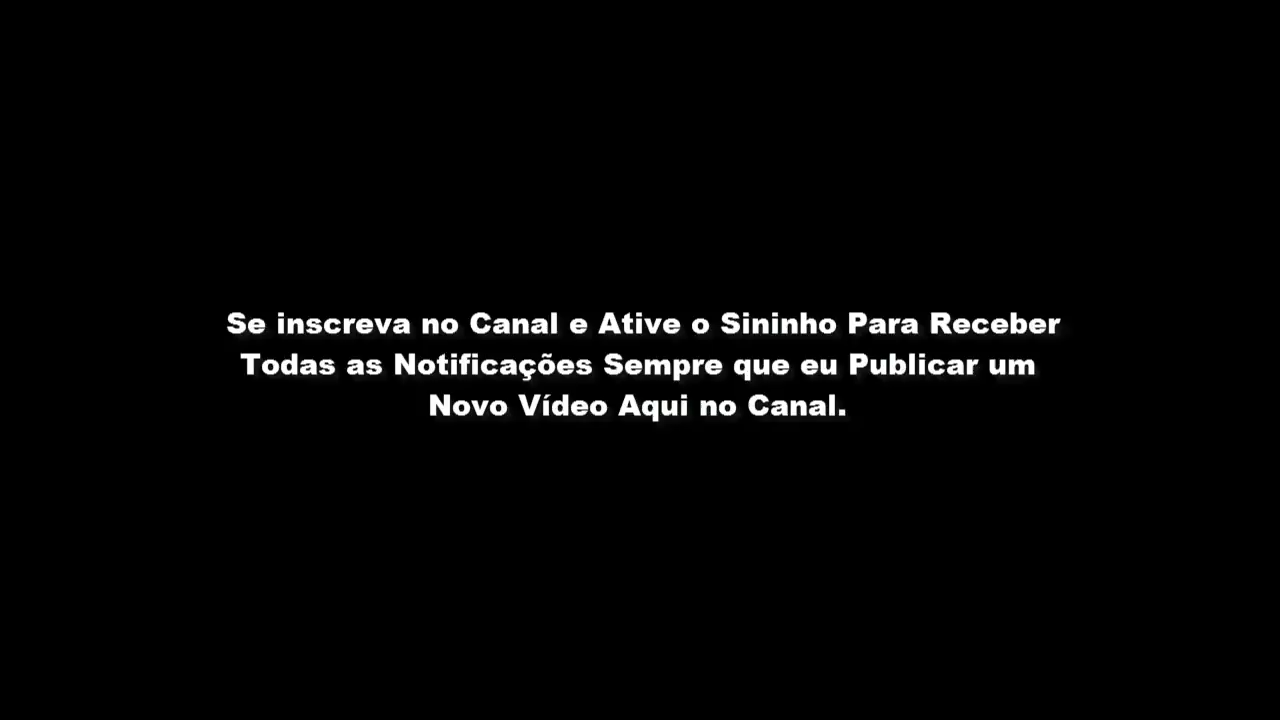 Se inscreva no Canal e Ative o Sininho Para Receber
Todas as Notificações Sempre que eu Publicar um
Novo Vídeo Aqui no Canal.